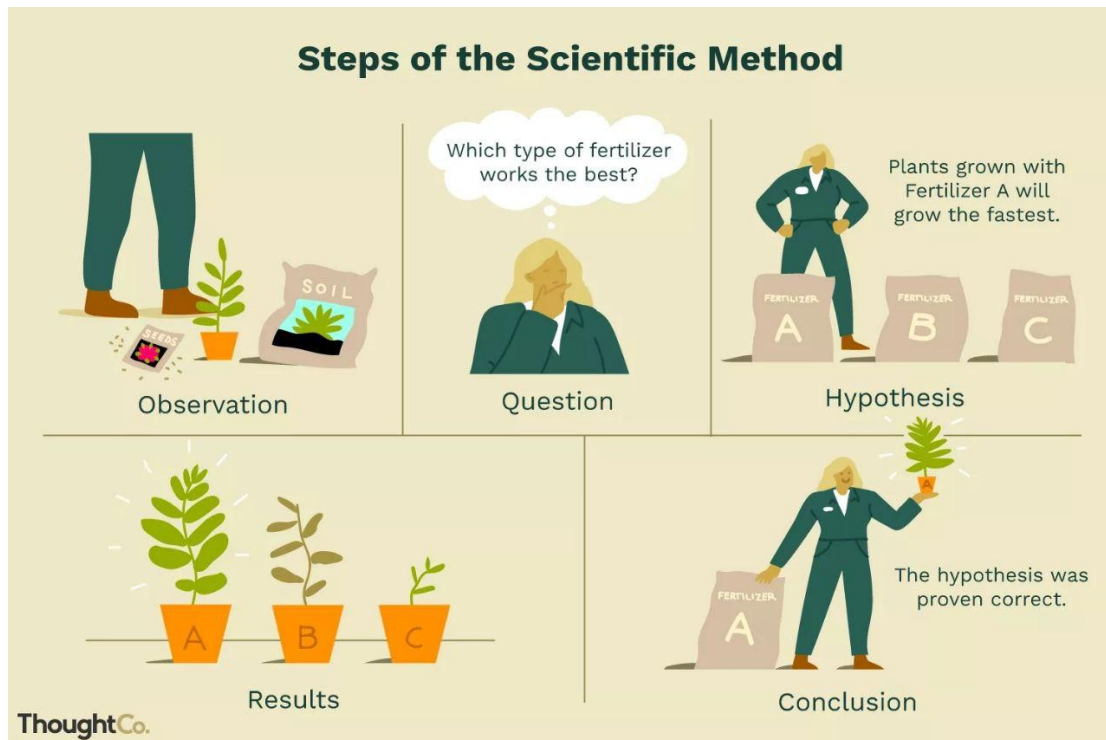 Steps of the Scientific Method
SEEDS
SOIL
Observation
Which type of fertilizer
works the best?
Question
Plants grown with
Fertilizer A will
grow the fastest.
FERTILIZER
A
FERTILIZER
B
FERTILIZER
C
Hypothesis
A
B
C
Results
A
FERTILIZER
A
The hypothesis was
proven correct.
Conclusion
ThoughtCo.